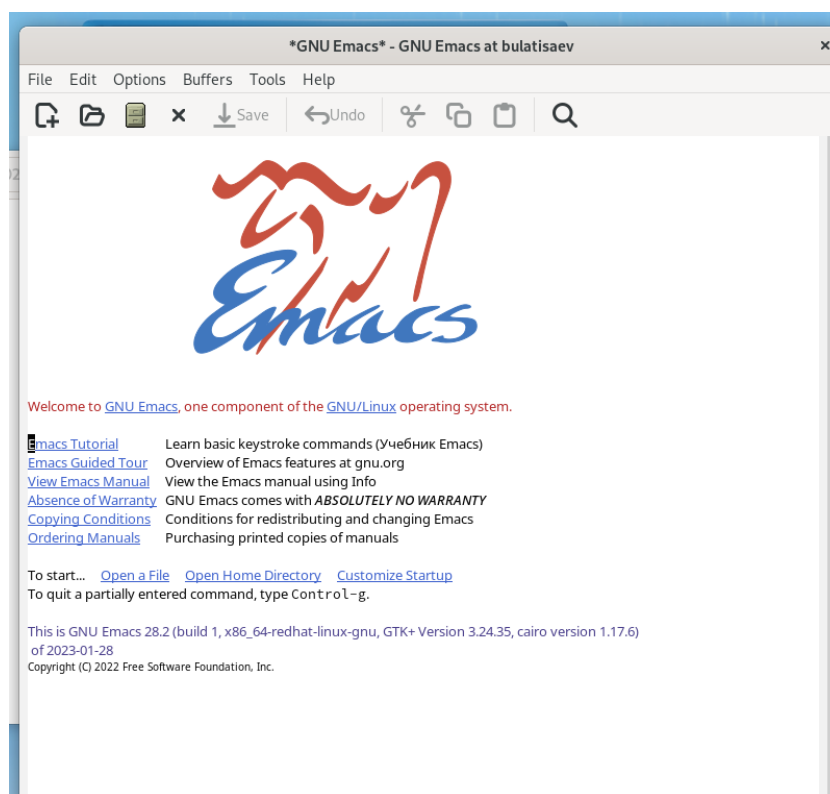 *GNU Emacs* - GNU Emacs at bulatisaev
File Edit Options Buffers Tools Help
Save Undo
Emacs
Welcome to GNU Emacs, one component of the GNU/Linux operating system.
Emacs Tutorial Learn basic keystroke commands (Учебник Emacs)
Emacs Guided Tour Overview of Emacs features at gnu.org
View Emacs Manual View the Emacs manual using Info
Absence of Warranty GNU Emacs comes with ABSOLUTELY NO WARRANTY
Copying Conditions Conditions for redistributing and changing Emacs
Ordering Manuals Purchasing printed copies of manuals
To start... Open a File Open Home Directory Customize Startup
To quit a partially entered command, type Control-g.
This is GNU Emacs 28.2 (build 1, x86_64-redhat-linux-gnu, GTK+ Version 3.24.35, cairo version 1.17.6)
of 2023-01-28
Copyright (C) 2022 Free Software Foundation, Inc.